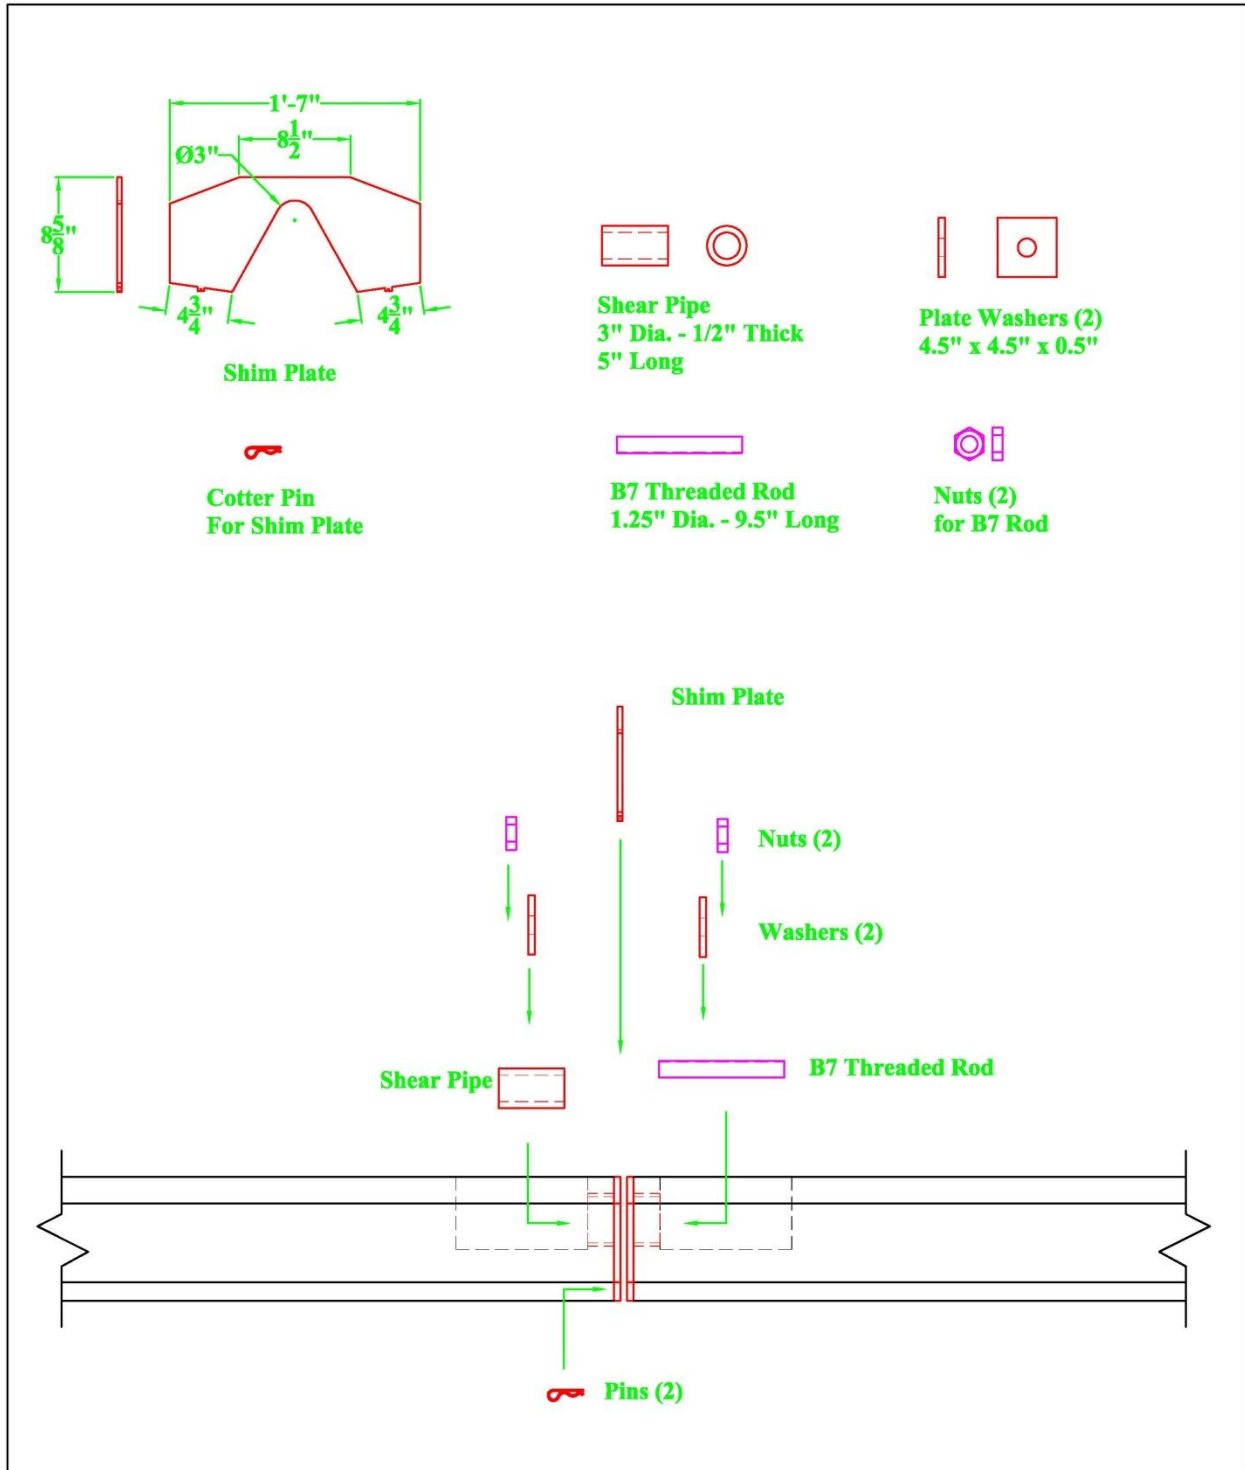 1'-7"
8 1/2"
Ø3"
8 5/8"
4 3/4"
4 3/4"
Shim Plate
Shear Pipe
3" Dia. - 1/2" Thick
5" Long
Plate Washers (2)
4.5" x 4.5" x 0.5"
Cotter Pin
For Shim Plate
B7 Threaded Rod
1.25" Dia. - 9.5" Long
Nuts (2)
for B7 Rod
Shim Plate
Nuts (2)
Washers (2)
Shear Pipe
B7 Threaded Rod
Pins (2)